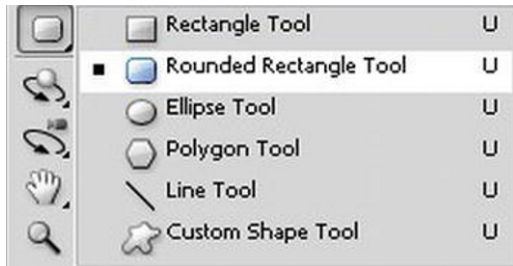 Rectangle Tool U
Rounded Rectangle Tool U
Ellipse Tool U
Polygon Tool U
Line Tool U
Custom Shape Tool U